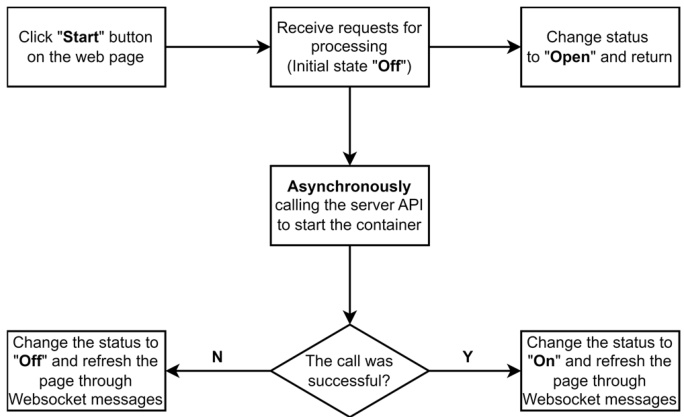 Click "Start" button
on the web page
Receive requests for
processing
(Initial state "Off")
Change status
to "Open" and return
Asynchronously
calling the server API
to start the container
Change the status to
"Off" and refresh the
page through
Websocket messages
N
The call was
successful?
Y
Change the status to
"On" and refresh the
page through
Websocket messages